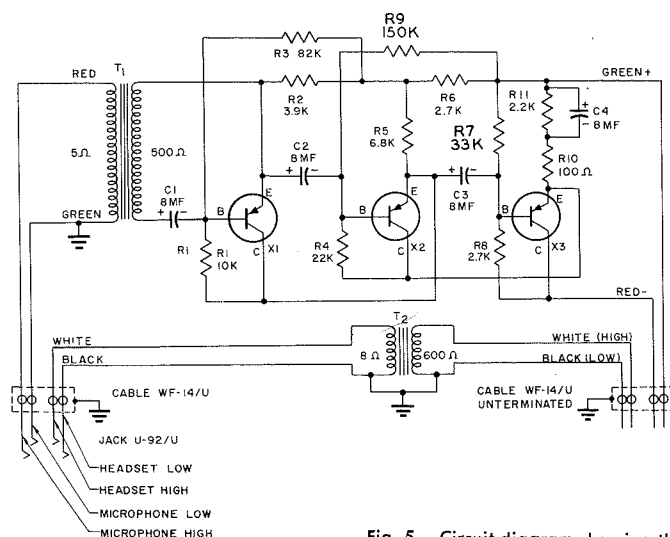 R9
150K
R3 82K
T1
RED
GREEN+
R2
3.9K
R6
2.7K
R11
2.2K
C4
8MF
R5
6.8K
R7
33K
5Ω
500Ω
C2
8MF
R10
100Ω
C1
8MF
C3
8MF
GREEN
B
E
C
X1
B
E
C
X2
B
E
C
X3
R1
R1
10K
R4
22K
R8
2.7K
RED-
T2
WHITE
8Ω
600Ω
WHITE (HIGH)
BLACK
BLACK (LOW)
CABLE WF-14/U
CABLE WF-14/U
UNTERMINATED
JACK U-92/U
HEADSET LOW
HEADSET HIGH
MICROPHONE LOW
MICROPHONE HIGH